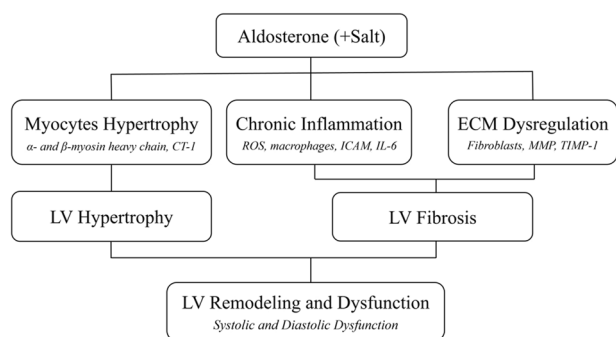 Aldosterone (+Salt)
Myocytes Hypertrophy
α- and β-myosin heavy chain, CT-1
Chronic Inflammation
ROS, macrophages, ICAM, IL-6
ECM Dysregulation
Fibroblasts, MMP, TIMP-1
LV Hypertrophy
LV Fibrosis
LV Remodeling and Dysfunction
Systolic and Diastolic Dysfunction